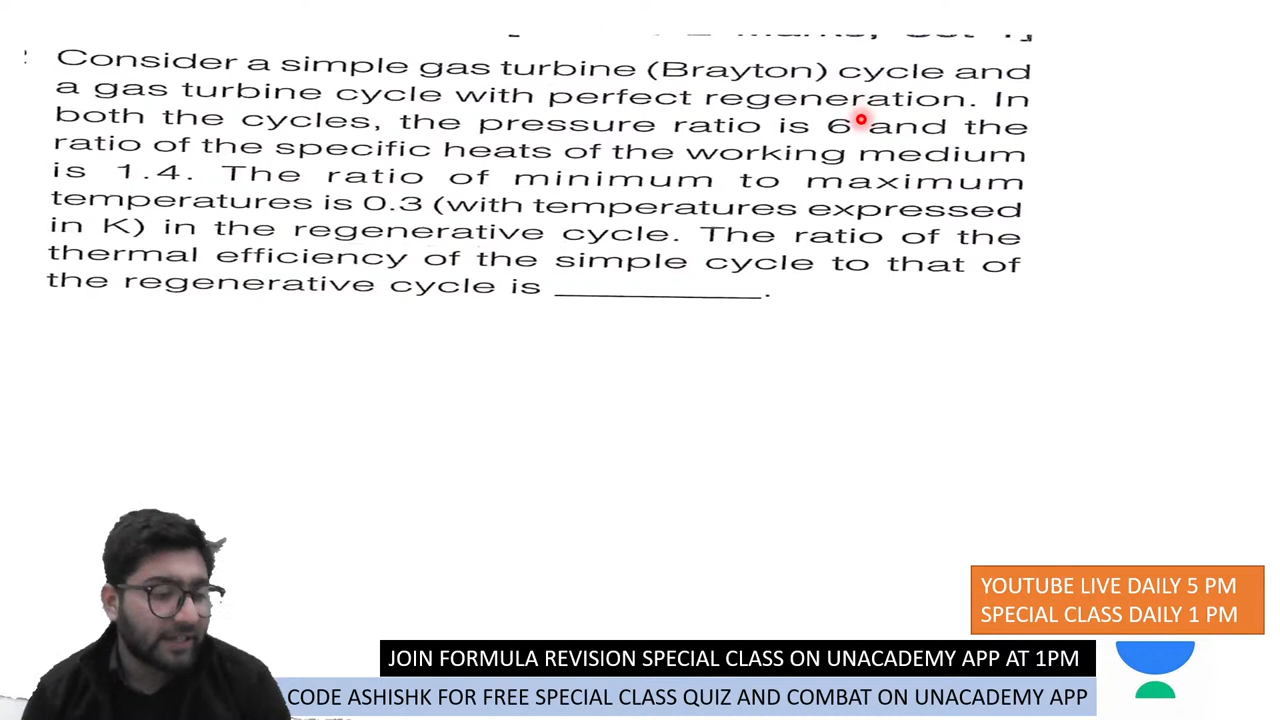 Consider a simple gas turbine (Brayton) cycle and
a gas turbine cycle with perfect regeneration. In
both the cycles, the pressure ratio is 6 and the
ratio of the specific heats of the working medium
is 1.4. The ratio of minimum to maximum
temperatures is 0.3 (with temperatures expressed
in K) in the regenerative cycle. The ratio of the
thermal efficiency of the simple cycle to that of
the regenerative cycle is __________.
YOUTUBE LIVE DAILY 5 PM
SPECIAL CLASS DAILY 1 PM
JOIN FORMULA REVISION SPECIAL CLASS ON UNACADEMY APP AT 1PM
CODE ASHISHK FOR FREE SPECIAL CLASS QUIZ AND COMBAT ON UNACADEMY APP